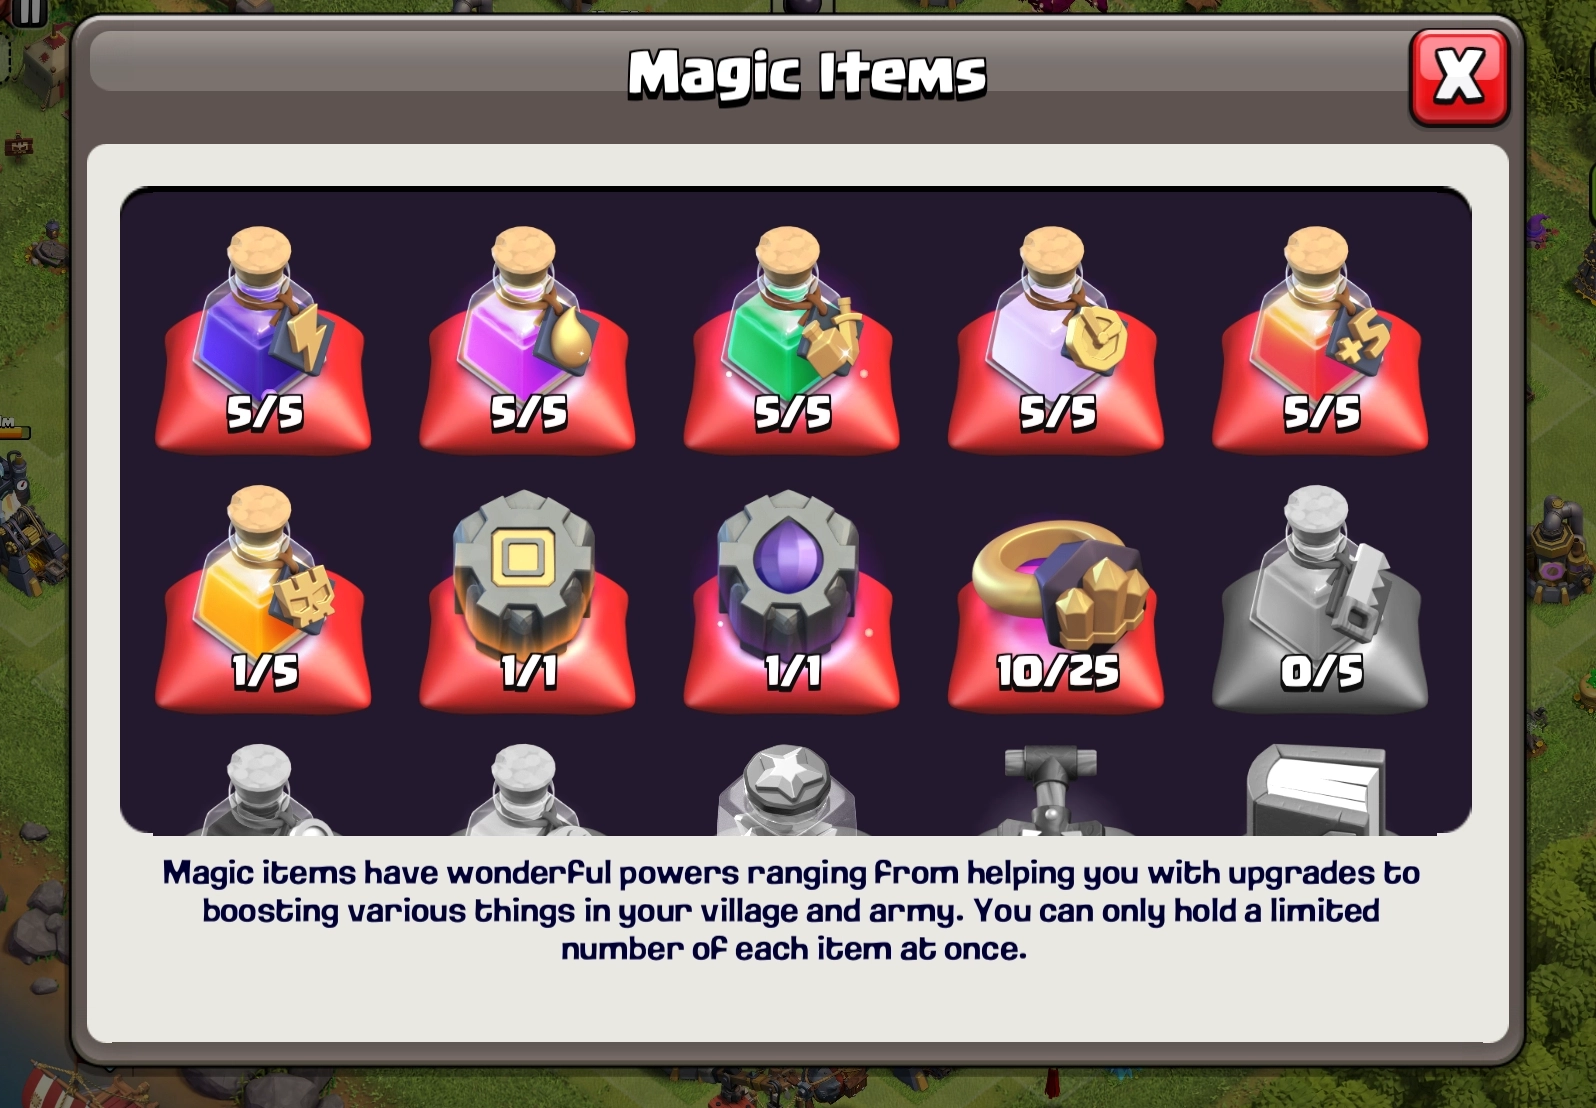 Magic Items
X
5/5
5/5
5/5
5/5
+5
5/5
1/5
1/1
1/1
10/25
0/5
Magic items have wonderful powers ranging from helping you with upgrades to
boosting various things in your village and army. You can only hold a limited
number of each item at once.